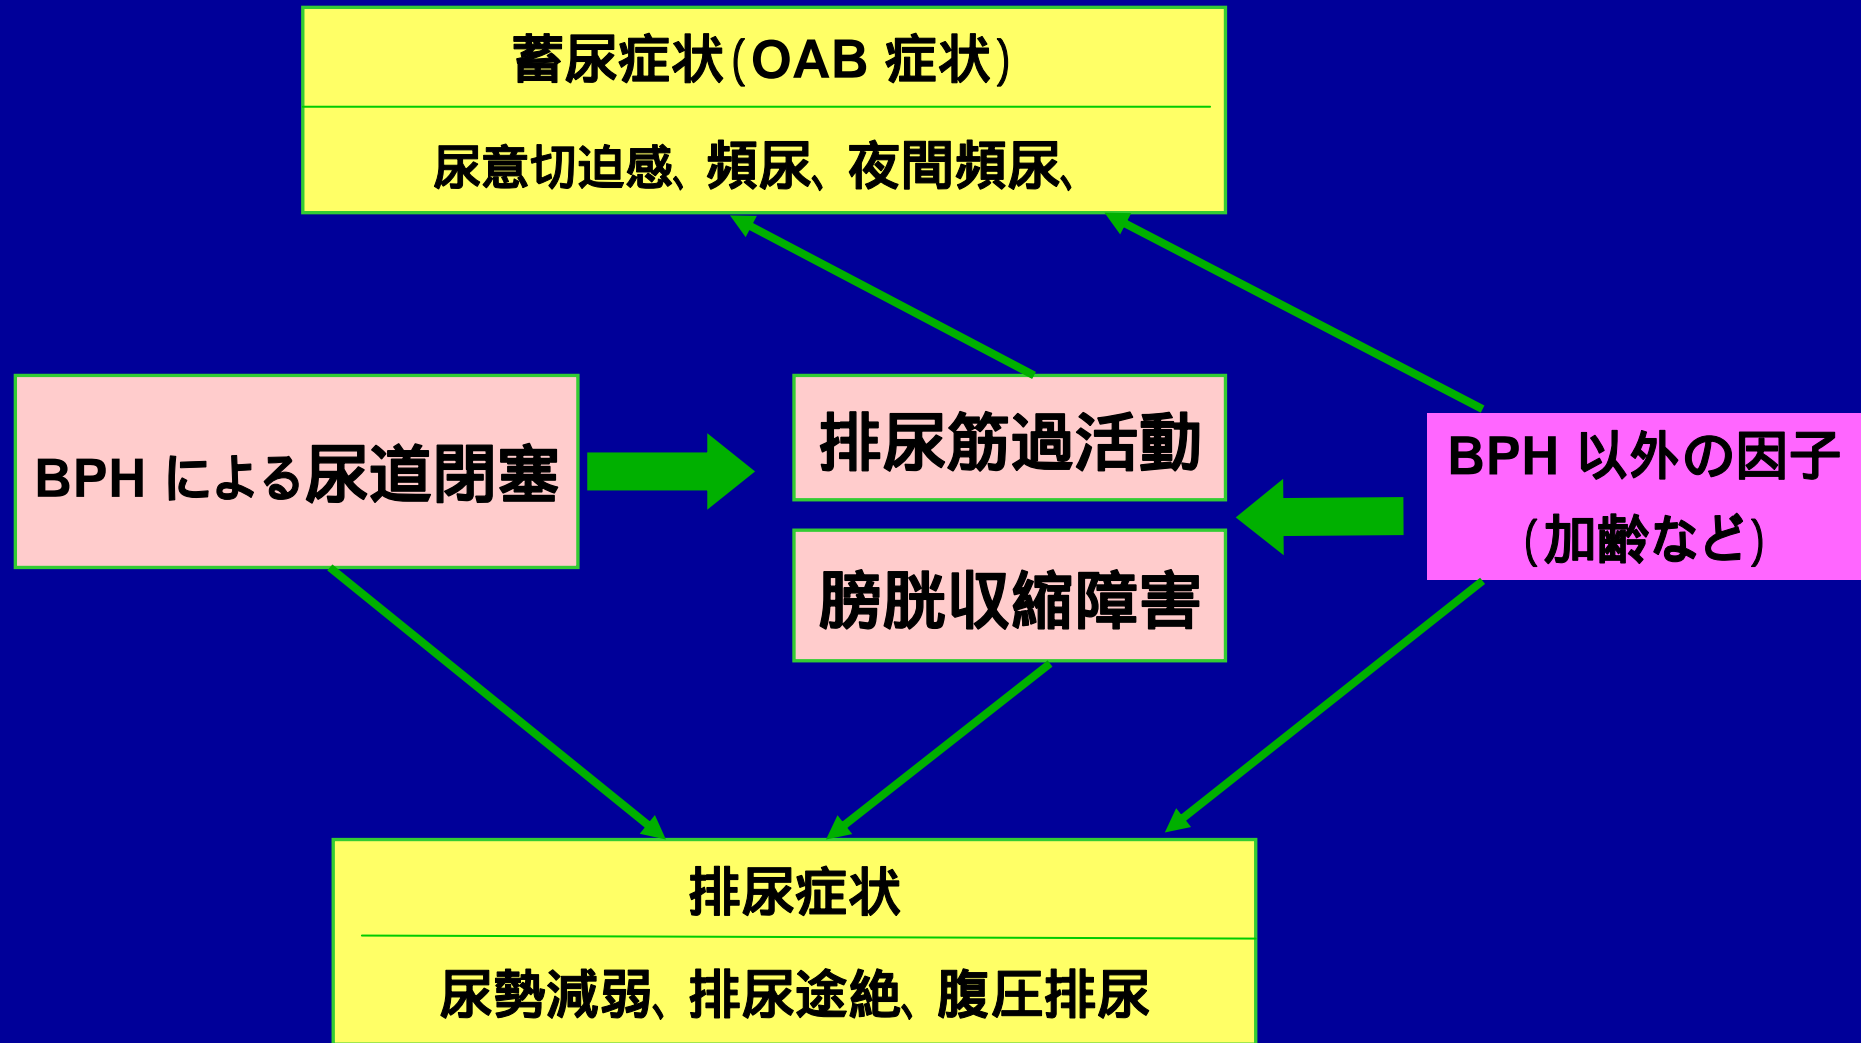 蓄尿症状(OAB 症状)
尿意切迫感、頻尿、夜間頻尿、
BPH による尿道閉塞
排尿筋過活動
膀胱収縮障害
BPH 以外の因子
(加齢など)
排尿症状
尿勢減弱、排尿途絶、腹圧排尿